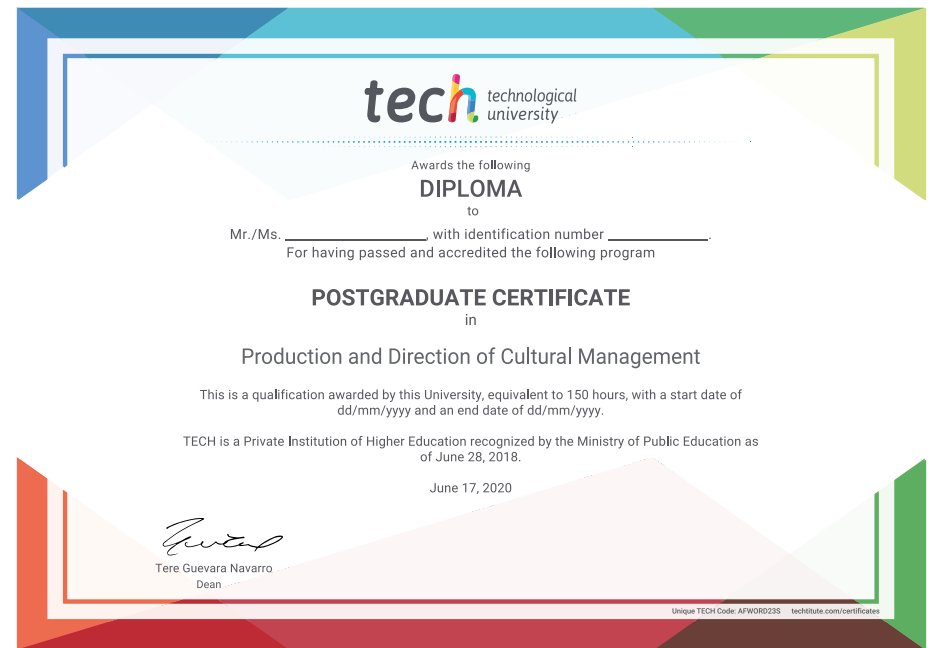 tech technological
university
Awards the following
DIPLOMA
to
Mr./Ms. ____________________, with identification number ______________.
For having passed and accredited the following program
POSTGRADUATE CERTIFICATE
in
Production and Direction of Cultural Management
This is a qualification awarded by this University, equivalent to 150 hours, with a start date of
dd/mm/yyyy and an end date of dd/mm/yyyy.
TECH is a Private Institution of Higher Education recognized by the Ministry of Public Education as
of June 28, 2018.
June 17, 2020
Tere Guevara Navarro
Dean
Unique TECH Code: AFWORD23S techtitute.com/certificates